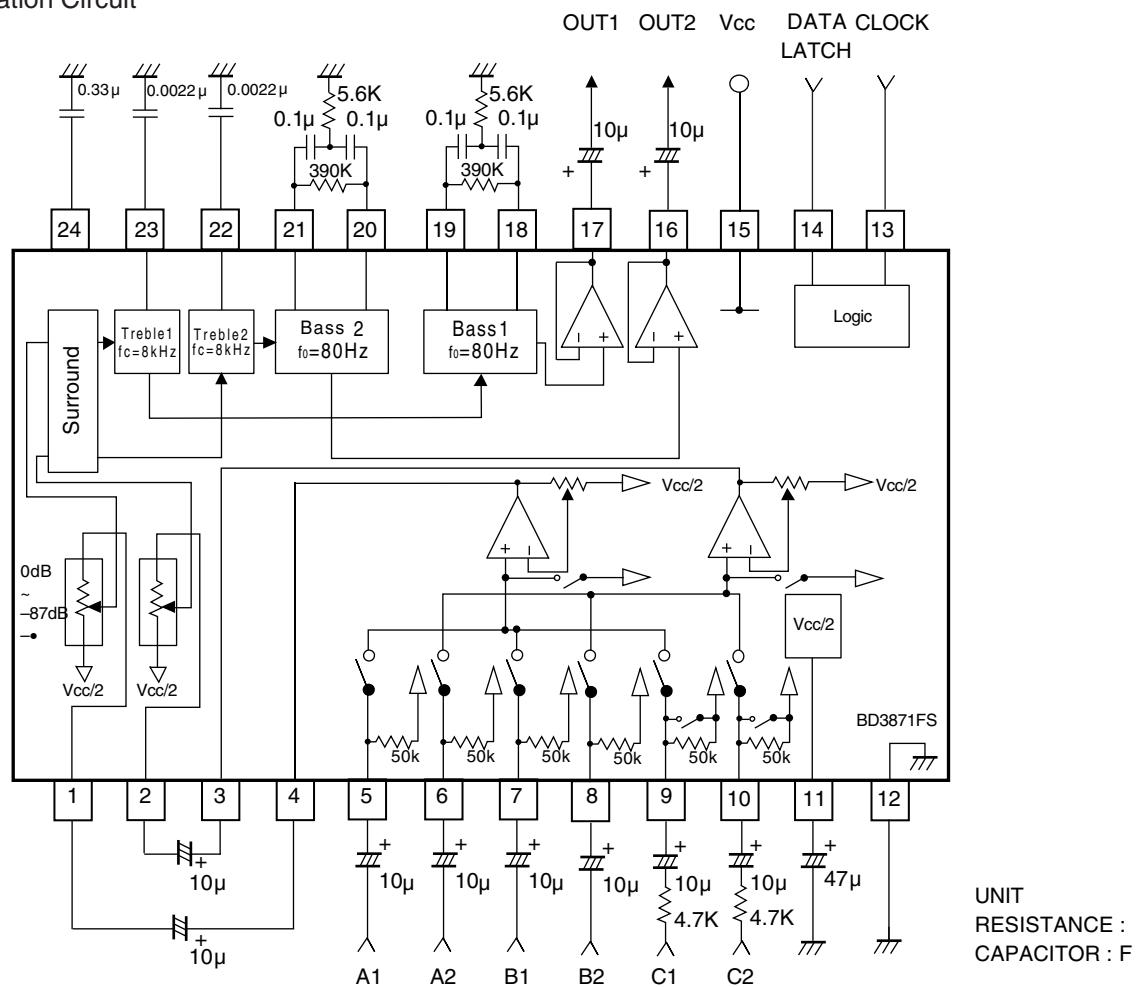 ation Circuit
OUT1 OUT2 Vcc DATA CLOCK
LATCH
0.33µ 0.0022µ 0.0022µ 5.6K 5.6K
0.1µ 0.1µ 0.1µ 0.1µ 10µ 10µ
390K 390K + +
24 23 22 21 20 19 18 17 16 15 14 13
Surround
Treble1
fc=8kHz
Treble2
fc=8kHz
Bass 2
f0=80Hz
Bass1
f0=80Hz
– +
– +
Logic
Vcc/2 Vcc/2
+ –
+ –
0dB
~
–87dB
–•
Vcc/2 Vcc/2
Vcc/2
BD3871FS
50k 50k 50k 50k 50k 50k
1 2 3 4 5 6 7 8 9 10 11 12
+ + + + + + + +
10µ 10µ 10µ 10µ 10µ 10µ 10µ 47µ
4.7K 4.7K
+
10µ
A1 A2 B1 B2 C1 C2
UNIT
RESISTANCE :
CAPACITOR : F